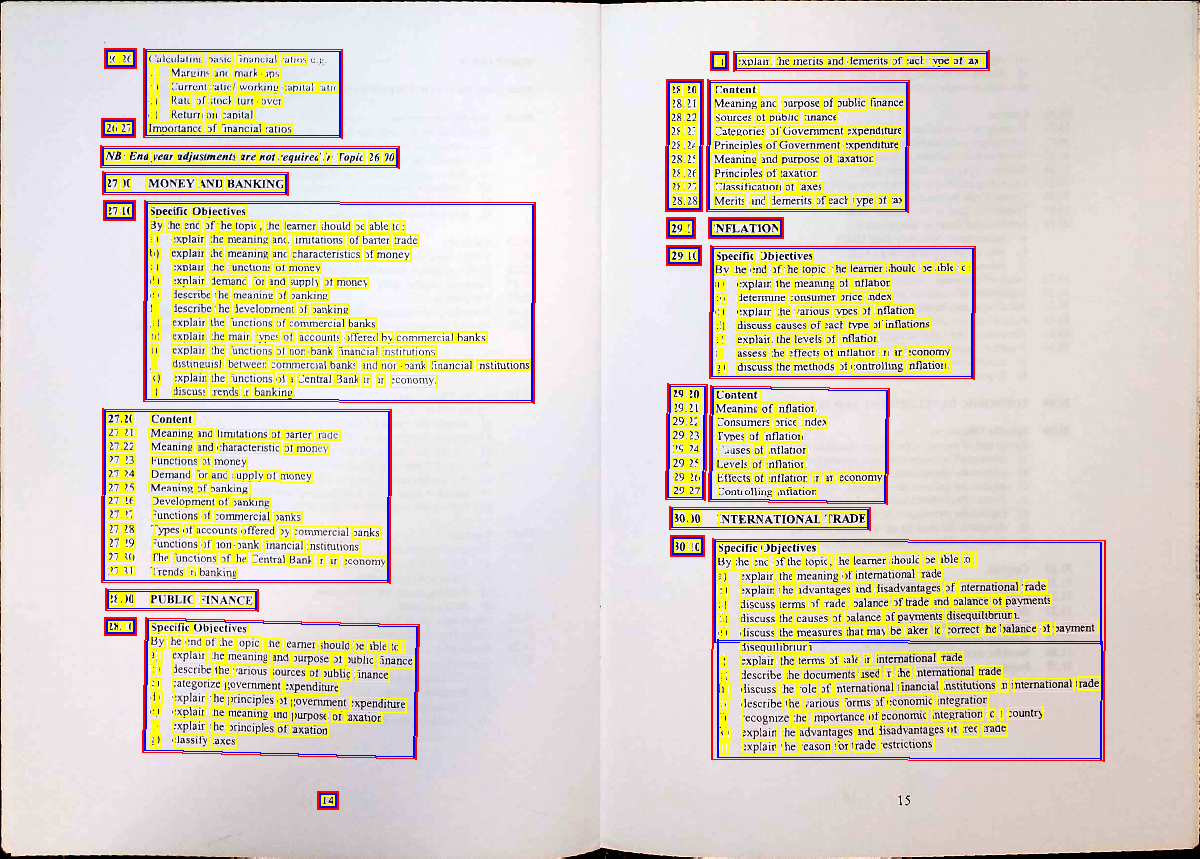 26.26 Calculating basic financial ratios e.g.
Margins and mark-ups
Current ratio/ working capital ratio
Rate of stock turn-over
Return on capital
26.27 Importance of financial ratios
NB: End year adjustments are not required in Topic 26.00
27.00 MONEY AND BANKING
27.10 Specific Objectives
By the end of the topic, the learner should be able to:
a) explain the meaning and limitations of barter trade
b) explain the meaning and characteristics of money
c) explain the functions of money
d) explain demand for and supply of money
e) describe the meaning of banking
f) describe the development of banking
g) explain the functions of commercial banks
h) explain the main types of accounts offered by commercial banks
i) explain the functions of non-bank financial institutions
j) distinguish between commercial banks and non-bank financial institutions
k) explain the functions of a Central Bank in an economy.
l) discuss trends in banking.
27.20 Content
27.21 Meaning and limitations of barter trade
27.22 Meaning and characteristic of money
27.23 Functions of money
27.24 Demand for and supply of money
27.25 Meaning of banking
27.26 Development of banking
27.27 Functions of commercial banks
27.28 Types of accounts offered by commercial banks
27.29 Functions of non-bank financial institutions
27.30 The functions of the Central Bank in an economy
27.31 Trends in banking
28.00 PUBLIC FINANCE
28.10 Specific Objectives
By the end of the topic, the learner should be able to:
a) explain the meaning and purpose of public finance
b) describe the various sources of public finance
c) categorize government expenditure
d) explain the principles of government expenditure
e) explain the meaning and purpose of taxation
f) explain the principles of taxation
g) classify taxes
14
h) explain the merits and demerits of each type of tax
28.20 Content
28.21 Meaning and purpose of public finance
28.22 Sources of public finance
28.23 Categories of Government expenditure
28.24 Principles of Government expenditure
28.25 Meaning and purpose of taxation
28.26 Principles of taxation
28.27 Classification of taxes
28.28 Merits and demerits of each type of tax
29.0 INFLATION
29.10 Specific Objectives
By the end of the topic, the learner should be able to:
a) explain the meaning of inflation
b) determine consumer price index
c) explain the various types of inflation
d) discuss causes of each type of inflations
e) explain the levels of inflation
f) assess the effects of inflation in an economy
g) discuss the methods of controlling inflation.
29.20 Content
29.21 Meaning of inflation
29.22 Consumers price index
29.23 Types of inflation
29.24 Causes of inflation
29.25 Levels of inflation
29.26 Effects of inflation in an economy
29.27 Controlling inflation
30.00 INTERNATIONAL TRADE
30.10 Specific Objectives
By the end of the topic, the learner should be able to:
a) explain the meaning of international trade
b) explain the advantages and disadvantages of international trade
c) discuss terms of trade, balance of trade and balance of payments
d) discuss the causes of balance of payments disequilibrium.
e) discuss the measures that may be taken to correct the balance of payment
disequilibrium
f) explain the terms of sale in international trade
g) describe the documents used in the international trade
h) discuss the role of international financial institutions in international trade
i) describe the various forms of economic integration
j) recognize the importance of economic integration to a country
k) explain the advantages and disadvantages of free trade
l) explain the reason for trade restrictions
15